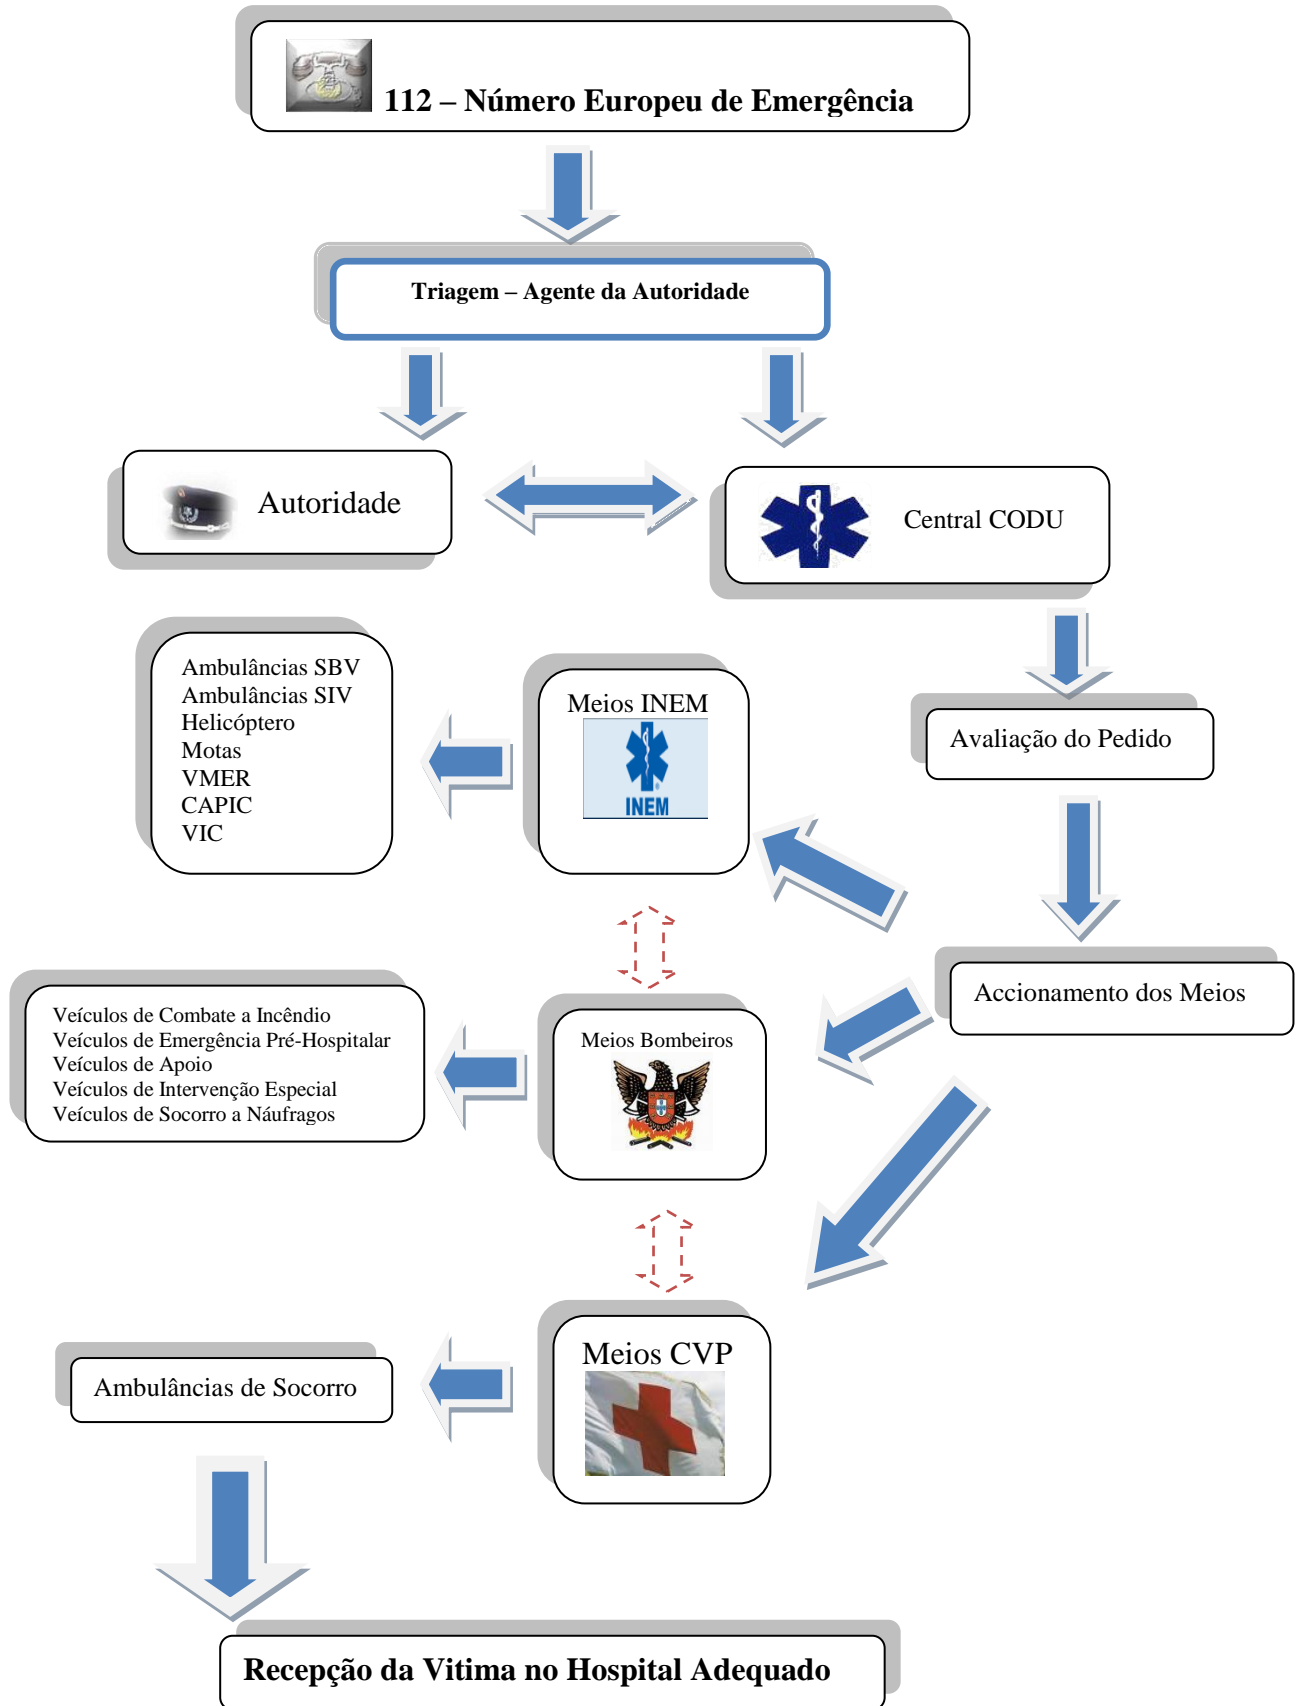 112 – Número Europeu de Emergência
Triagem – Agente da Autoridade
Autoridade
Central CODU
Ambulâncias SBV
Ambulâncias SIV
Helicóptero
Motas
VMER
CAPIC
VIC
Meios INEM
INEM
Avaliação do Pedido
Accionamento dos Meios
Veículos de Combate a Incêndio
Veículos de Emergência Pré-Hospitalar
Veículos de Apoio
Veículos de Intervenção Especial
Veículos de Socorro a Náufragos
Meios Bombeiros
Meios CVP
Ambulâncias de Socorro
Recepção da Vitima no Hospital Adequado